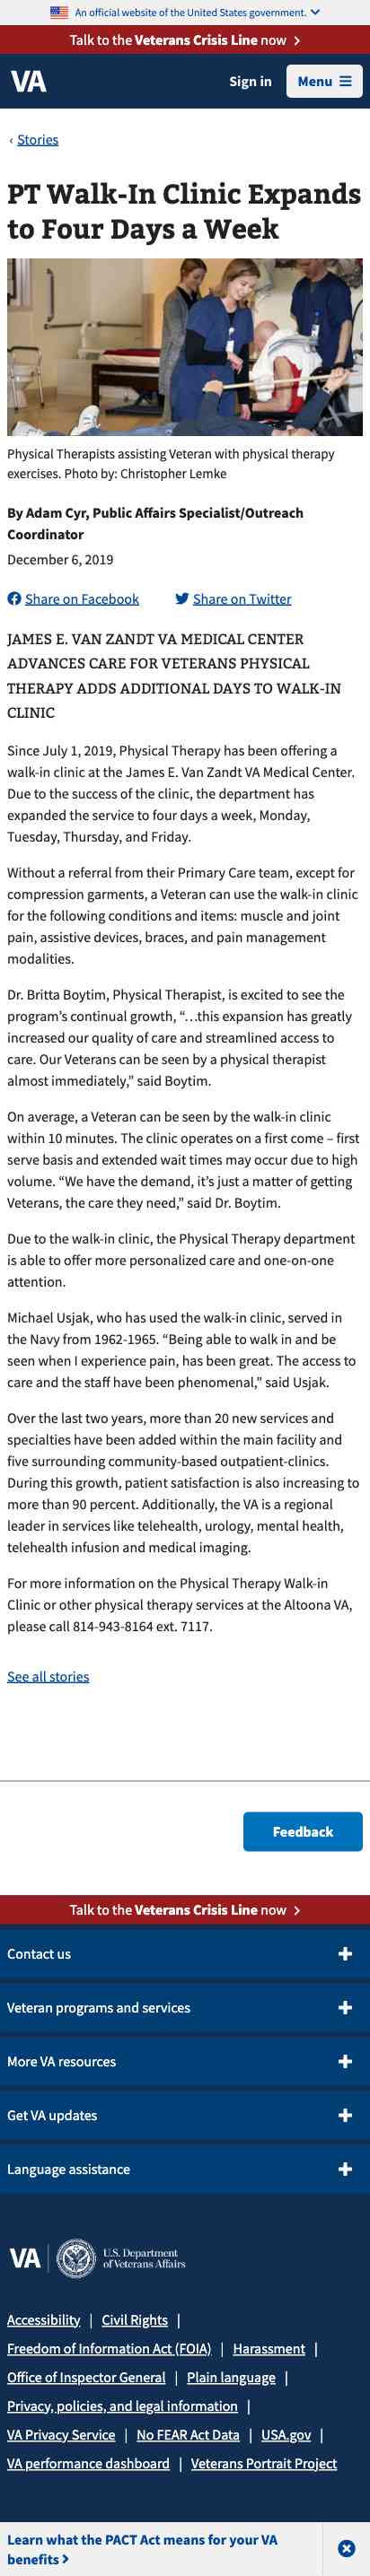 An official website of the United States government.
Talk to the Veterans Crisis Line now
VA
Sign in
Menu
‹ Stories
PT Walk-In Clinic Expands
to Four Days a Week
Physical Therapists assisting Veteran with physical therapy
exercises. Photo by: Christopher Lemke
By Adam Cyr, Public Affairs Specialist/Outreach
Coordinator
December 6, 2019
Share on Facebook
Share on Twitter
JAMES E. VAN ZANDT VA MEDICAL CENTER
ADVANCES CARE FOR VETERANS PHYSICAL
THERAPY ADDS ADDITIONAL DAYS TO WALK-IN
CLINIC
Since July 1, 2019, Physical Therapy has been offering a
walk-in clinic at the James E. Van Zandt VA Medical Center.
Due to the success of the clinic, the department has
expanded the service to four days a week, Monday,
Tuesday, Thursday, and Friday.
Without a referral from their Primary Care team, except for
compression garments, a Veteran can use the walk-in clinic
for the following conditions and items: muscle and joint
pain, assistive devices, braces, and pain management
modalities.
Dr. Britta Boytim, Physical Therapist, is excited to see the
program’s continual growth, “…this expansion has greatly
increased our quality of care and streamlined access to
care. Our Veterans can be seen by a physical therapist
almost immediately,” said Boytim.
On average, a Veteran can be seen by the walk-in clinic
within 10 minutes. The clinic operates on a first come – first
serve basis and extended wait times may occur due to high
volume. “We have the demand, it’s just a matter of getting
Veterans, the care they need,” said Dr. Boytim.
Due to the walk-in clinic, the Physical Therapy department
is able to offer more personalized care and one-on-one
attention.
Michael Usjak, who has used the walk-in clinic, served in
the Navy from 1962-1965. “Being able to walk in and be
seen when I experience pain, has been great. The access to
care and the staff have been phenomenal,” said Usjak.
Over the last two years, more than 20 new services and
specialties have been added within the main facility and
five surrounding community-based outpatient-clinics.
During this growth, patient satisfaction is also increasing to
more than 90 percent. Additionally, the VA is a regional
leader in services like telehealth, urology, mental health,
telehealth infusion and medical imaging.
For more information on the Physical Therapy Walk-in
Clinic or other physical therapy services at the Altoona VA,
please call 814-943-8164 ext. 7117.
See all stories
Feedback
Talk to the Veterans Crisis Line now
Contact us
Veteran programs and services
More VA resources
Get VA updates
Language assistance
VA
U.S. Department
of Veterans Affairs
Accessibility | Civil Rights |
Freedom of Information Act (FOIA) | Harassment |
Office of Inspector General | Plain language |
Privacy, policies, and legal information |
VA Privacy Service | No FEAR Act Data | USA.gov |
VA performance dashboard | Veterans Portrait Project
Learn what the PACT Act means for your VA
benefits